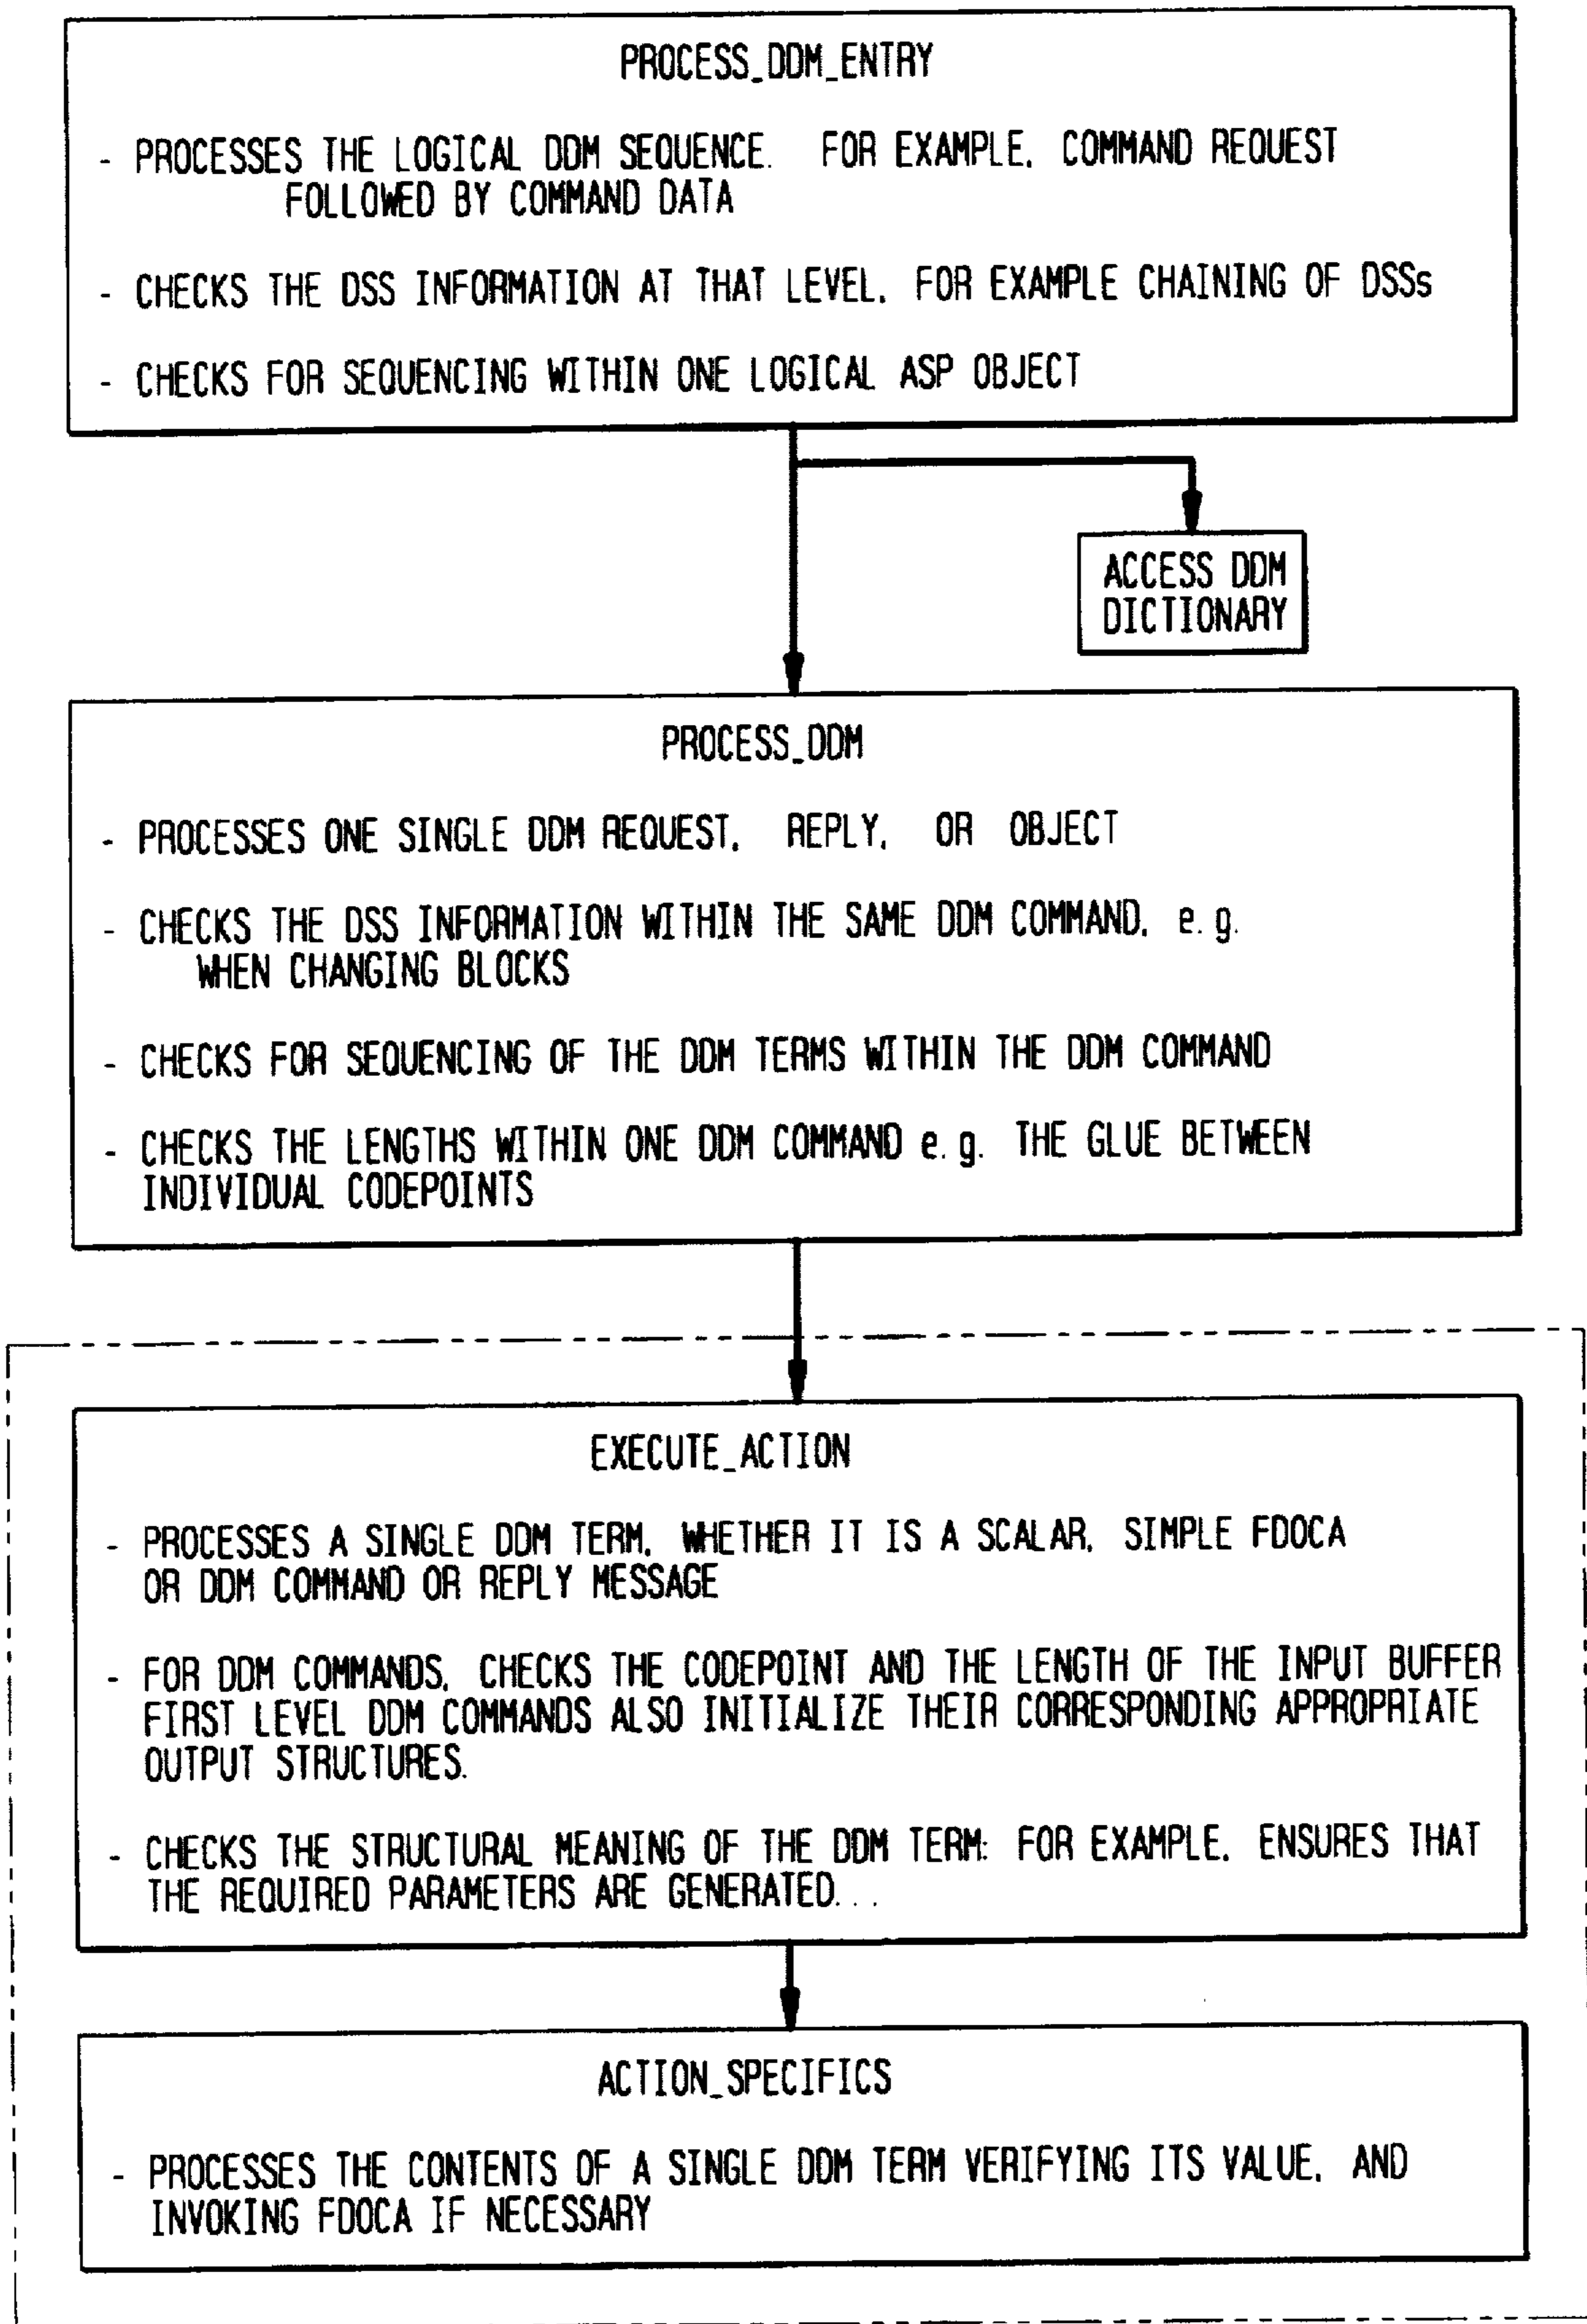 PROCESS_DDM_ENTRY
- PROCESSES THE LOGICAL DDM SEQUENCE. FOR EXAMPLE, COMMAND REQUEST
FOLLOWED BY COMMAND DATA
- CHECKS THE DSS INFORMATION AT THAT LEVEL. FOR EXAMPLE CHAINING OF DSSs
- CHECKS FOR SEQUENCING WITHIN ONE LOGICAL ASP OBJECT
ACCESS DDM
DICTIONARY
PROCESS_DDM
- PROCESSES ONE SINGLE DDM REQUEST, REPLY, OR OBJECT
- CHECKS THE DSS INFORMATION WITHIN THE SAME DDM COMMAND, e.g.
WHEN CHANGING BLOCKS
- CHECKS FOR SEQUENCING OF THE DDM TERMS WITHIN THE DDM COMMAND
- CHECKS THE LENGTHS WITHIN ONE DDM COMMAND e.g. THE GLUE BETWEEN
INDIVIDUAL CODEPOINTS
EXECUTE_ACTION
- PROCESSES A SINGLE DDM TERM, WHETHER IT IS A SCALAR, SIMPLE FDOCA
OR DDM COMMAND OR REPLY MESSAGE
- FOR DDM COMMANDS, CHECKS THE CODEPOINT AND THE LENGTH OF THE INPUT BUFFER
FIRST LEVEL DDM COMMANDS ALSO INITIALIZE THEIR CORRESPONDING APPROPRIATE
OUTPUT STRUCTURES.
- CHECKS THE STRUCTURAL MEANING OF THE DDM TERM: FOR EXAMPLE, ENSURES THAT
THE REQUIRED PARAMETERS ARE GENERATED...
ACTION_SPECIFICS
- PROCESSES THE CONTENTS OF A SINGLE DDM TERM VERIFYING ITS VALUE, AND
INVOKING FDOCA IF NECESSARY